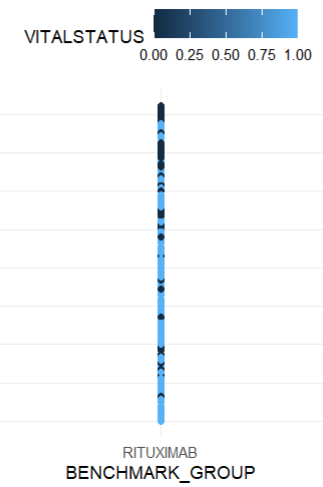 VITALSTATUS
0.00 0.25 0.50 0.75 1.00
RITUXIMAB
BENCHMARK_GROUP